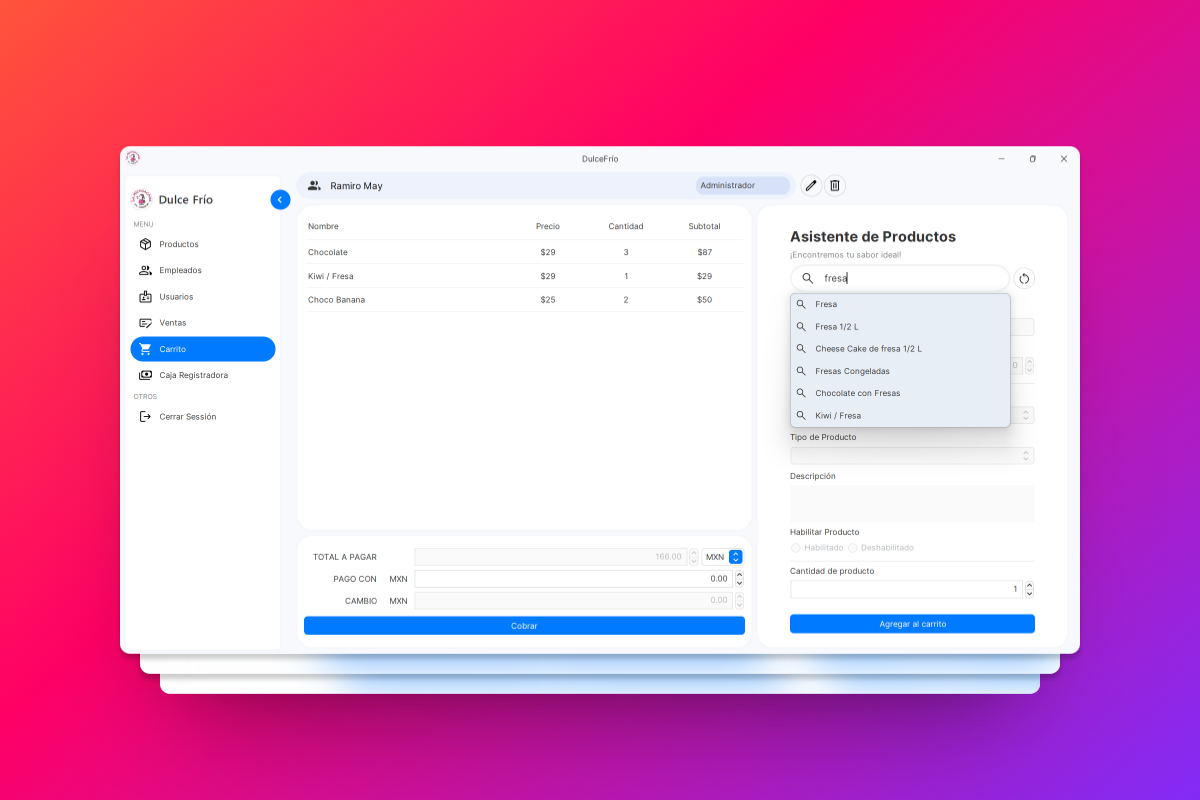 DulceFrío
Dulce Frío
MENU
Productos
Empleados
Usuarios
Ventas
Carrito
Caja Registradora
OTROS
Cerrar Sesión
Ramiro May
Administrador
Nombre Precio Cantidad Subtotal
Chocolate $29 3 $87
Kiwi / Fresa $29 1 $29
Choco Banana $25 2 $50
TOTAL A PAGAR 166.00 MXN
PAGO CON MXN 0.00
CAMBIO MXN 0.00
Cobrar
Asistente de Productos
¡Encontremos tu sabor ideal!
fresa
Fresa
Fresa 1/2 L
Cheese Cake de fresa 1/2 L
Fresas Congeladas
Chocolate con Fresas
Kiwi / Fresa
0
Tipo de Producto
Descripción
Habilitar Producto
Habilitado Deshabilitado
Cantidad de producto
1
Agregar al carrito